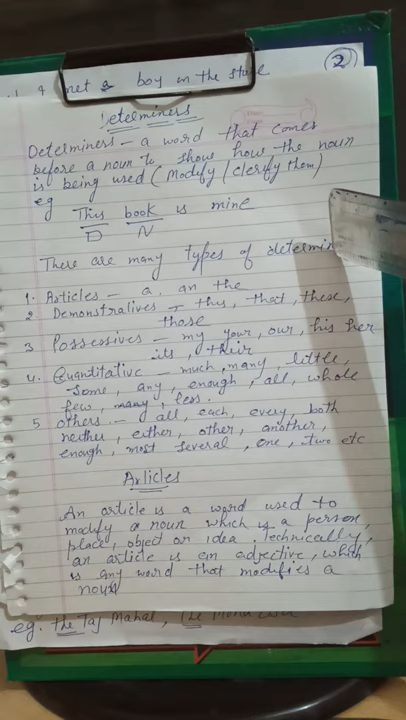 net a boy in the store
2
Determiners
Determiners - a word that comes
before a noun to show how the noun
is being used ( Modify / Clerify them )
eg This book is mine
D N
There are many types of determin
1. Articles - a, an the
2 Demonstratives - this, that, these,
those
3 Possessives - my your, our, his her
its, their
4. Quantitative - much, many, little,
some, any, enough, all, whole
few, many, less.
5 others - all, each, every, both
neither, either, other, another,
enough, most several, one, two etc
Articles
An article is a word used to
modify a noun which is a person,
place, object or idea. Technically,
an article is an adjective, which
is any word that modifies a
noun
eg: the Taj Mahal, The